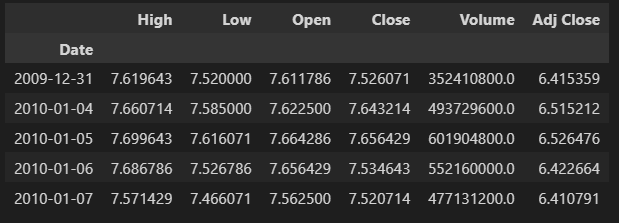 High Low Open Close Volume Adj Close
Date
2009-12-31 7.619643 7.520000 7.611786 7.526071 352410800.0 6.415359
2010-01-04 7.660714 7.585000 7.622500 7.643214 493729600.0 6.515212
2010-01-05 7.699643 7.616071 7.664286 7.656429 601904800.0 6.526476
2010-01-06 7.686786 7.526786 7.656429 7.534643 552160000.0 6.422664
2010-01-07 7.571429 7.466071 7.562500 7.520714 477131200.0 6.410791